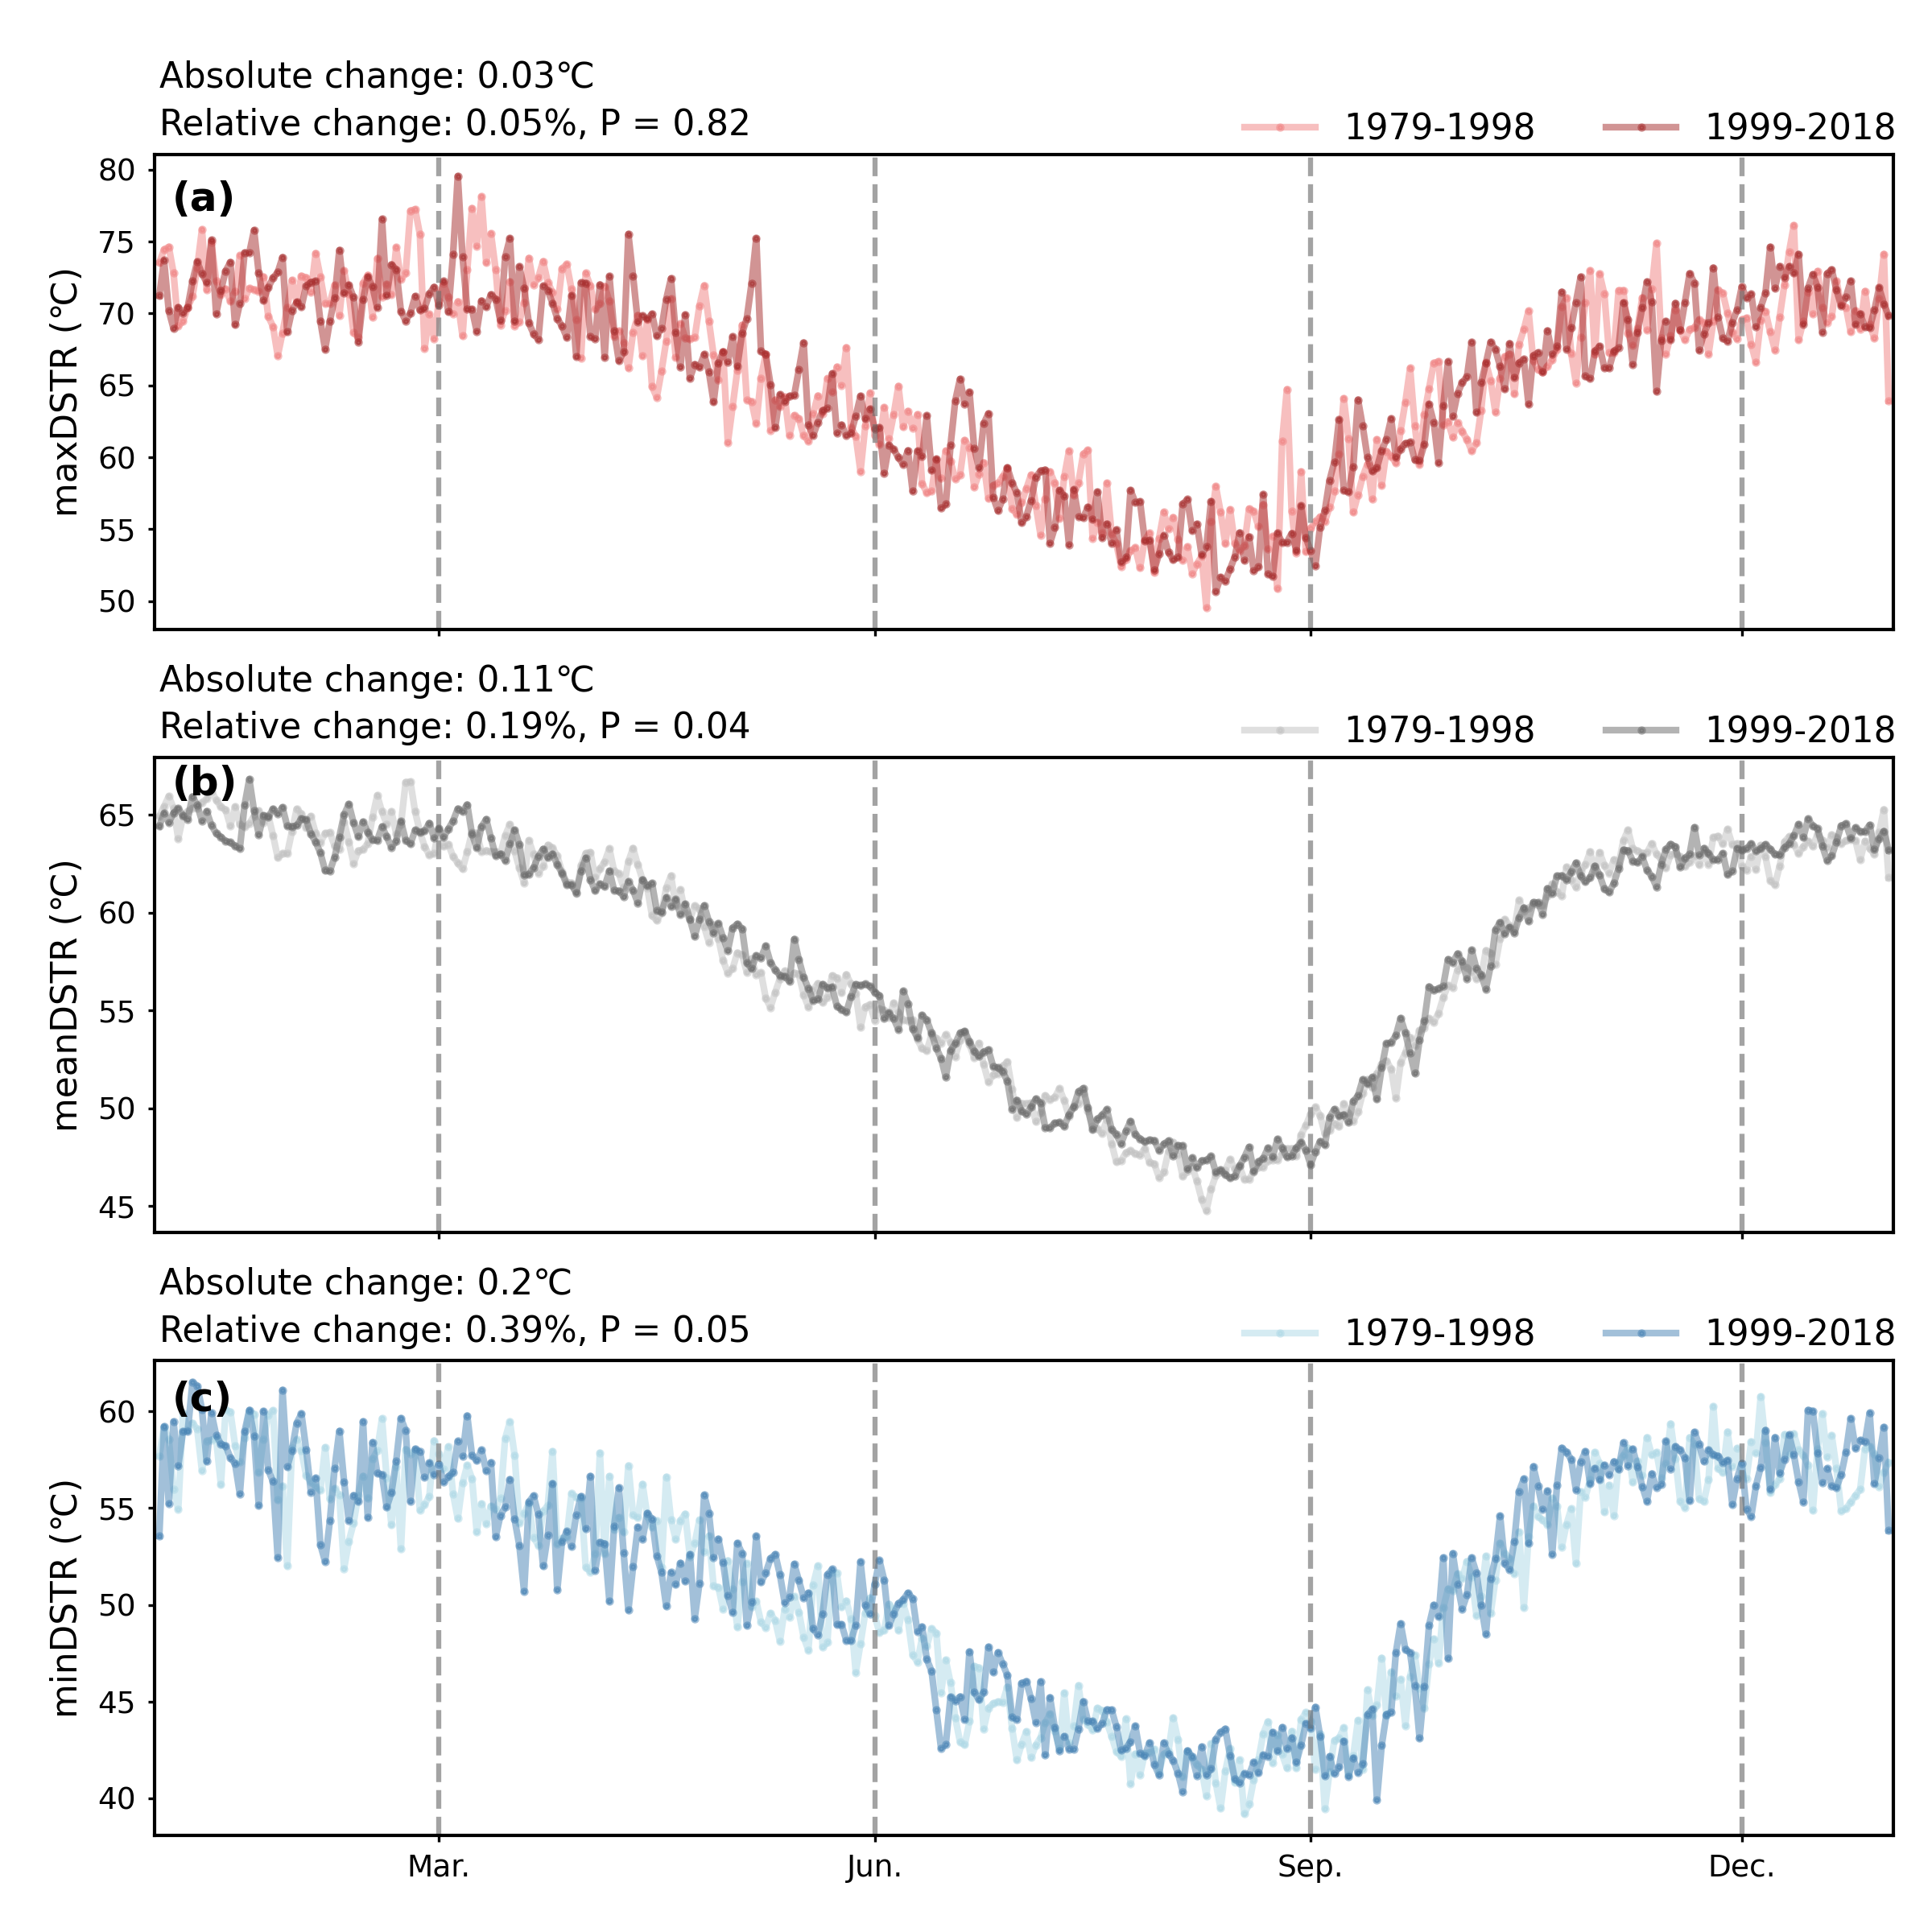 Absolute change: 0.03℃
Relative change: 0.05%, P = 0.82
1979-1998 1999-2018
(a)
80
75
70
65
60
55
50
maxDSTR (℃)
Absolute change: 0.11℃
Relative change: 0.19%, P = 0.04
1979-1998 1999-2018
(b)
65
60
55
50
45
meanDSTR (℃)
Absolute change: 0.2℃
Relative change: 0.39%, P = 0.05
1979-1998 1999-2018
(c)
60
55
50
45
40
minDSTR (℃)
Mar. Jun. Sep. Dec.